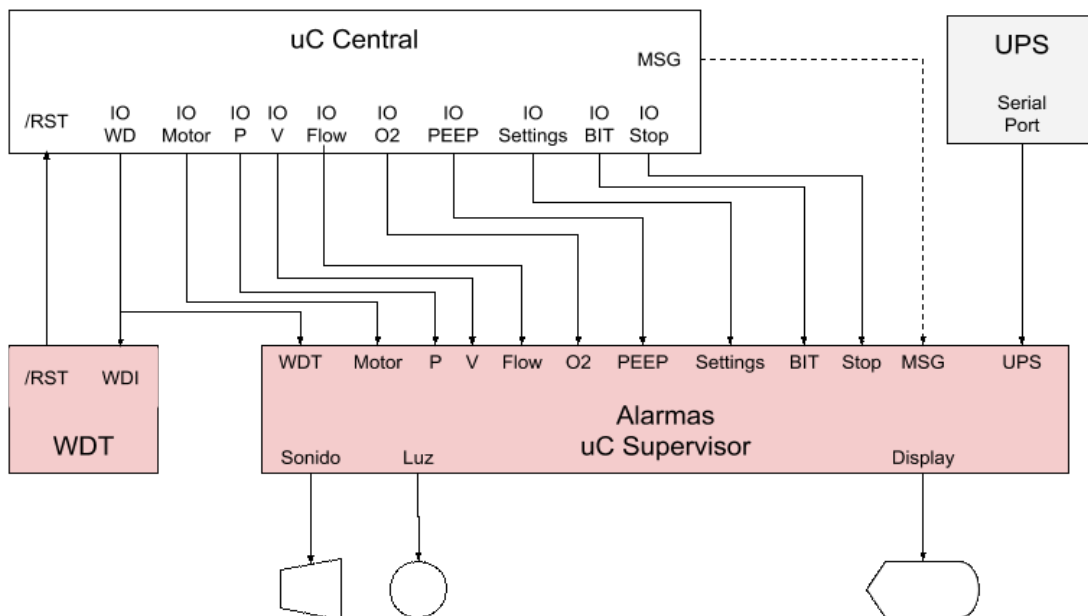 uC Central
UPS
MSG
Serial
Port
/RST
IO
WD
IO
Motor
IO
P
IO
V
IO
Flow
IO
O2
IO
PEEP
IO
Settings
IO
BIT
IO
Stop
/RST
WDI
WDT
WDT
Motor
P
V
Flow
O2
PEEP
Settings
BIT
Stop
MSG
UPS
Alarmas
uC Supervisor
Sonido
Luz
Display